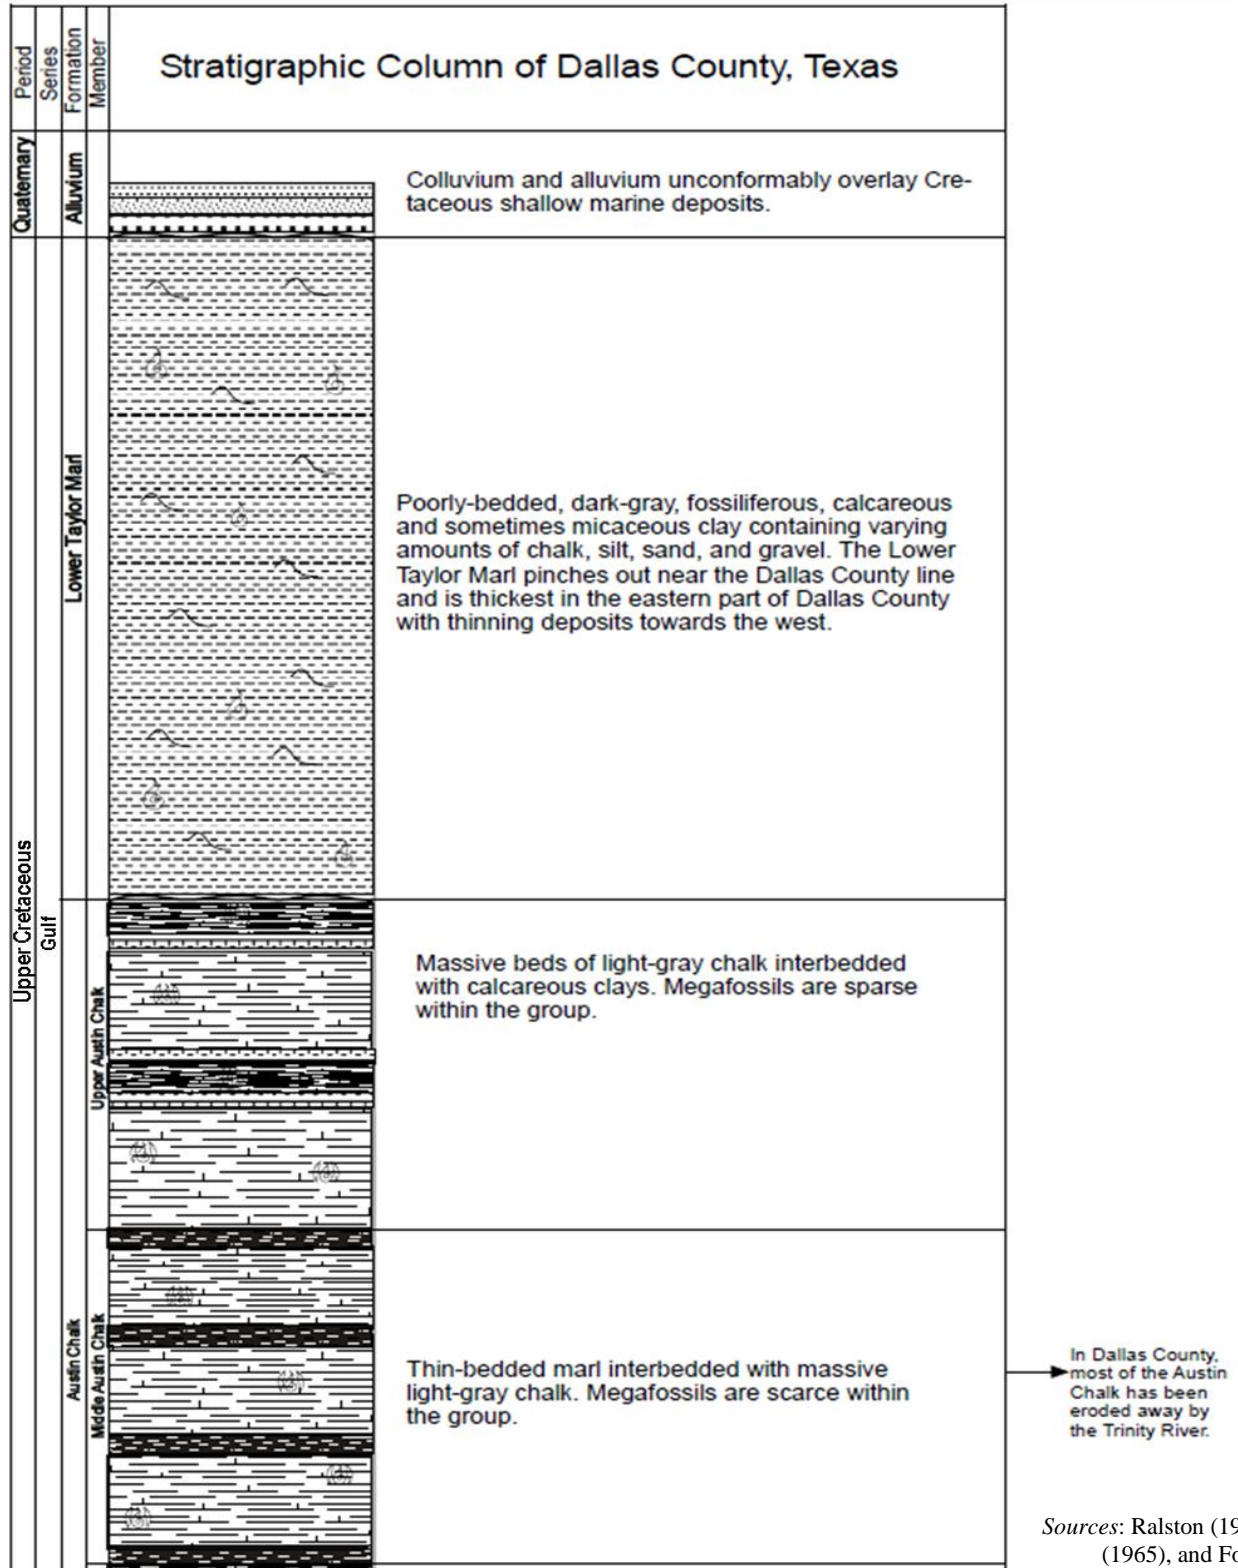 Period
Series
Formation
Member
Stratigraphic Column of Dallas County, Texas
Quaternary
Alluvium
Colluvium and alluvium unconformably overlay Cre-
taceous shallow marine deposits.
Upper Cretaceous
Gulf
Lower Taylor Marl
Poorly-bedded, dark-gray, fossiliferous, calcareous
and sometimes micaceous clay containing varying
amounts of chalk, silt, sand, and gravel. The Lower
Taylor Marl pinches out near the Dallas County line
and is thickest in the eastern part of Dallas County
with thinning deposits towards the west.
Austin Chalk
Upper Austin Chalk
Massive beds of light-gray chalk interbedded
with calcareous clays. Megafossils are sparse
within the group.
Middle Austin Chalk
Thin-bedded marl interbedded with massive
light-gray chalk. Megafossils are scarce within
the group.
In Dallas County,
most of the Austin
Chalk has been
eroded away by
the Trinity River.
Sources: Ralston (19
(1965), and Fo